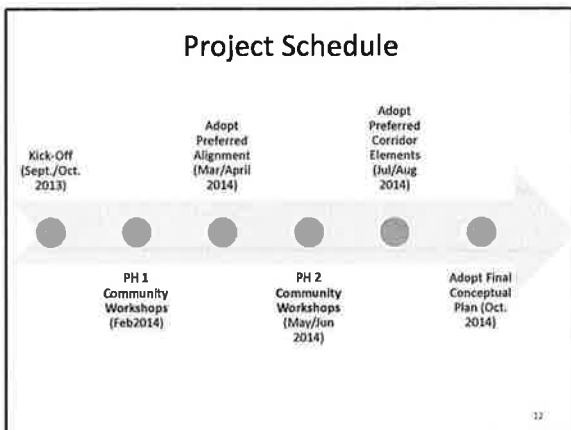 Project Schedule
Kick-Off
(Sept./Oct.
2013)
PH 1
Community
Workshops
(Feb2014)
Adopt
Preferred
Alignment
(Mar/April
2014)
PH 2
Community
Workshops
(May/Jun
2014)
Adopt
Preferred
Corridor
Elements
(Jul/Aug
2014)
Adopt Final
Conceptual
Plan (Oct.
2014)
12